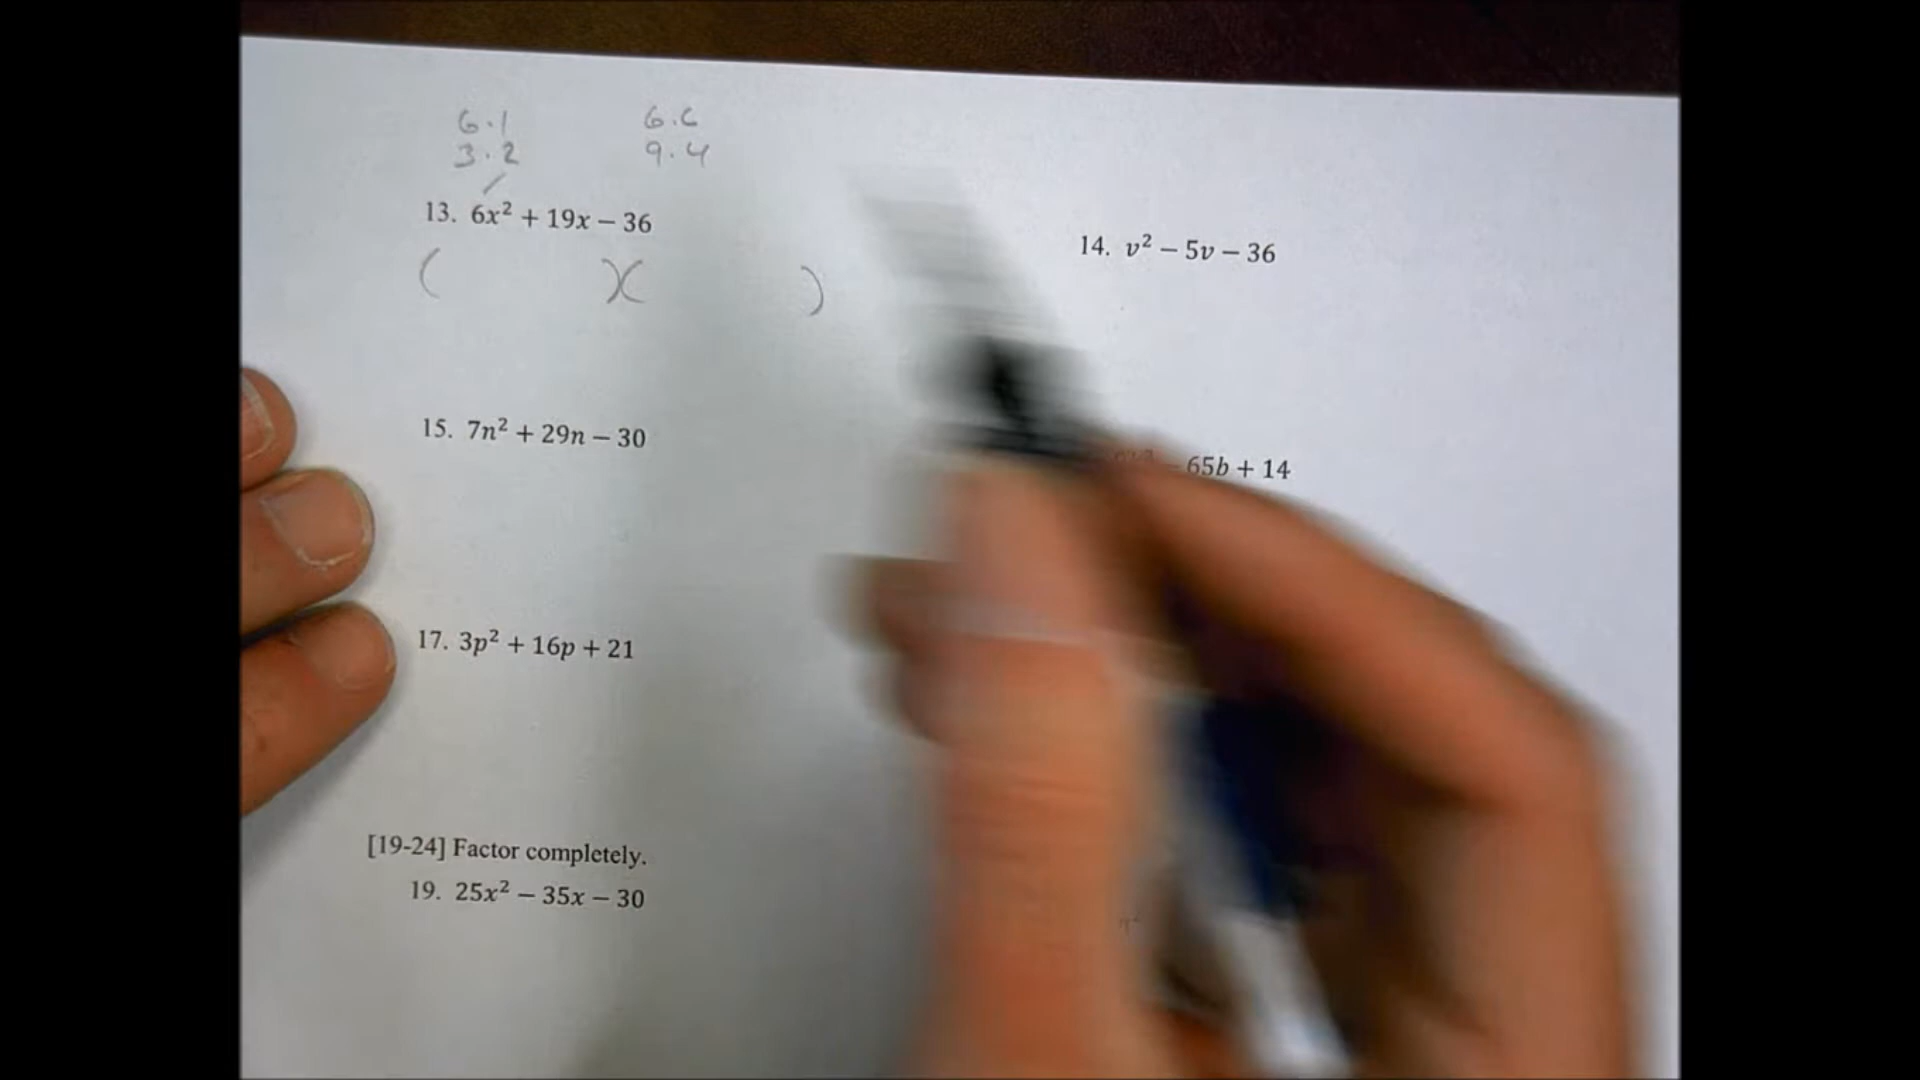 6·1 6·6
3·2 9·4
13. 6x² + 19x − 36
( )( )
14. v² − 5v − 36
15. 7n² + 29n − 30
− 65b + 14
17. 3p² + 16p + 21
[19-24] Factor completely.
19. 25x² − 35x − 30